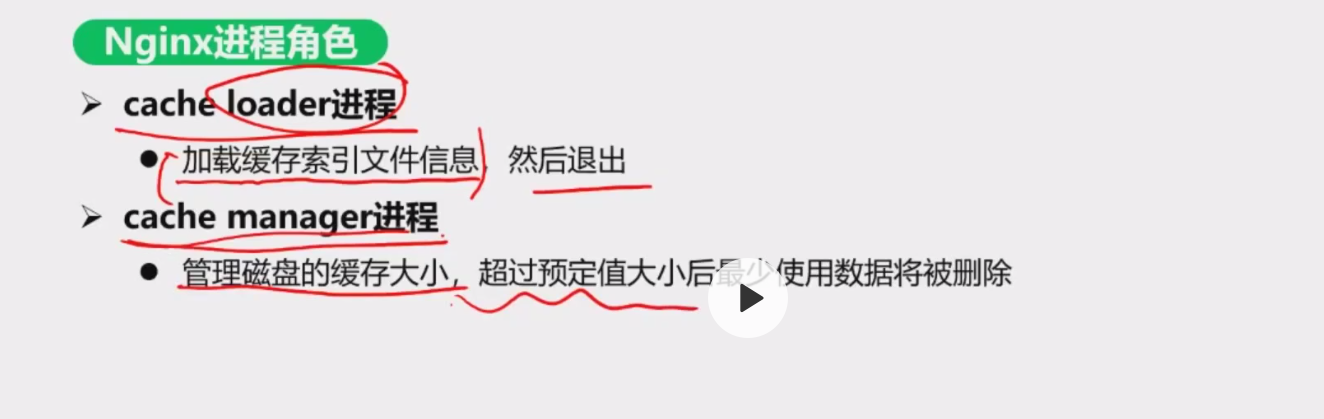 Nginx进程角色
➢ cache loader进程
● 加载缓存索引文件信息，然后退出
➢ cache manager进程
● 管理磁盘的缓存大小，超过预定值大小后最少使用数据将被删除